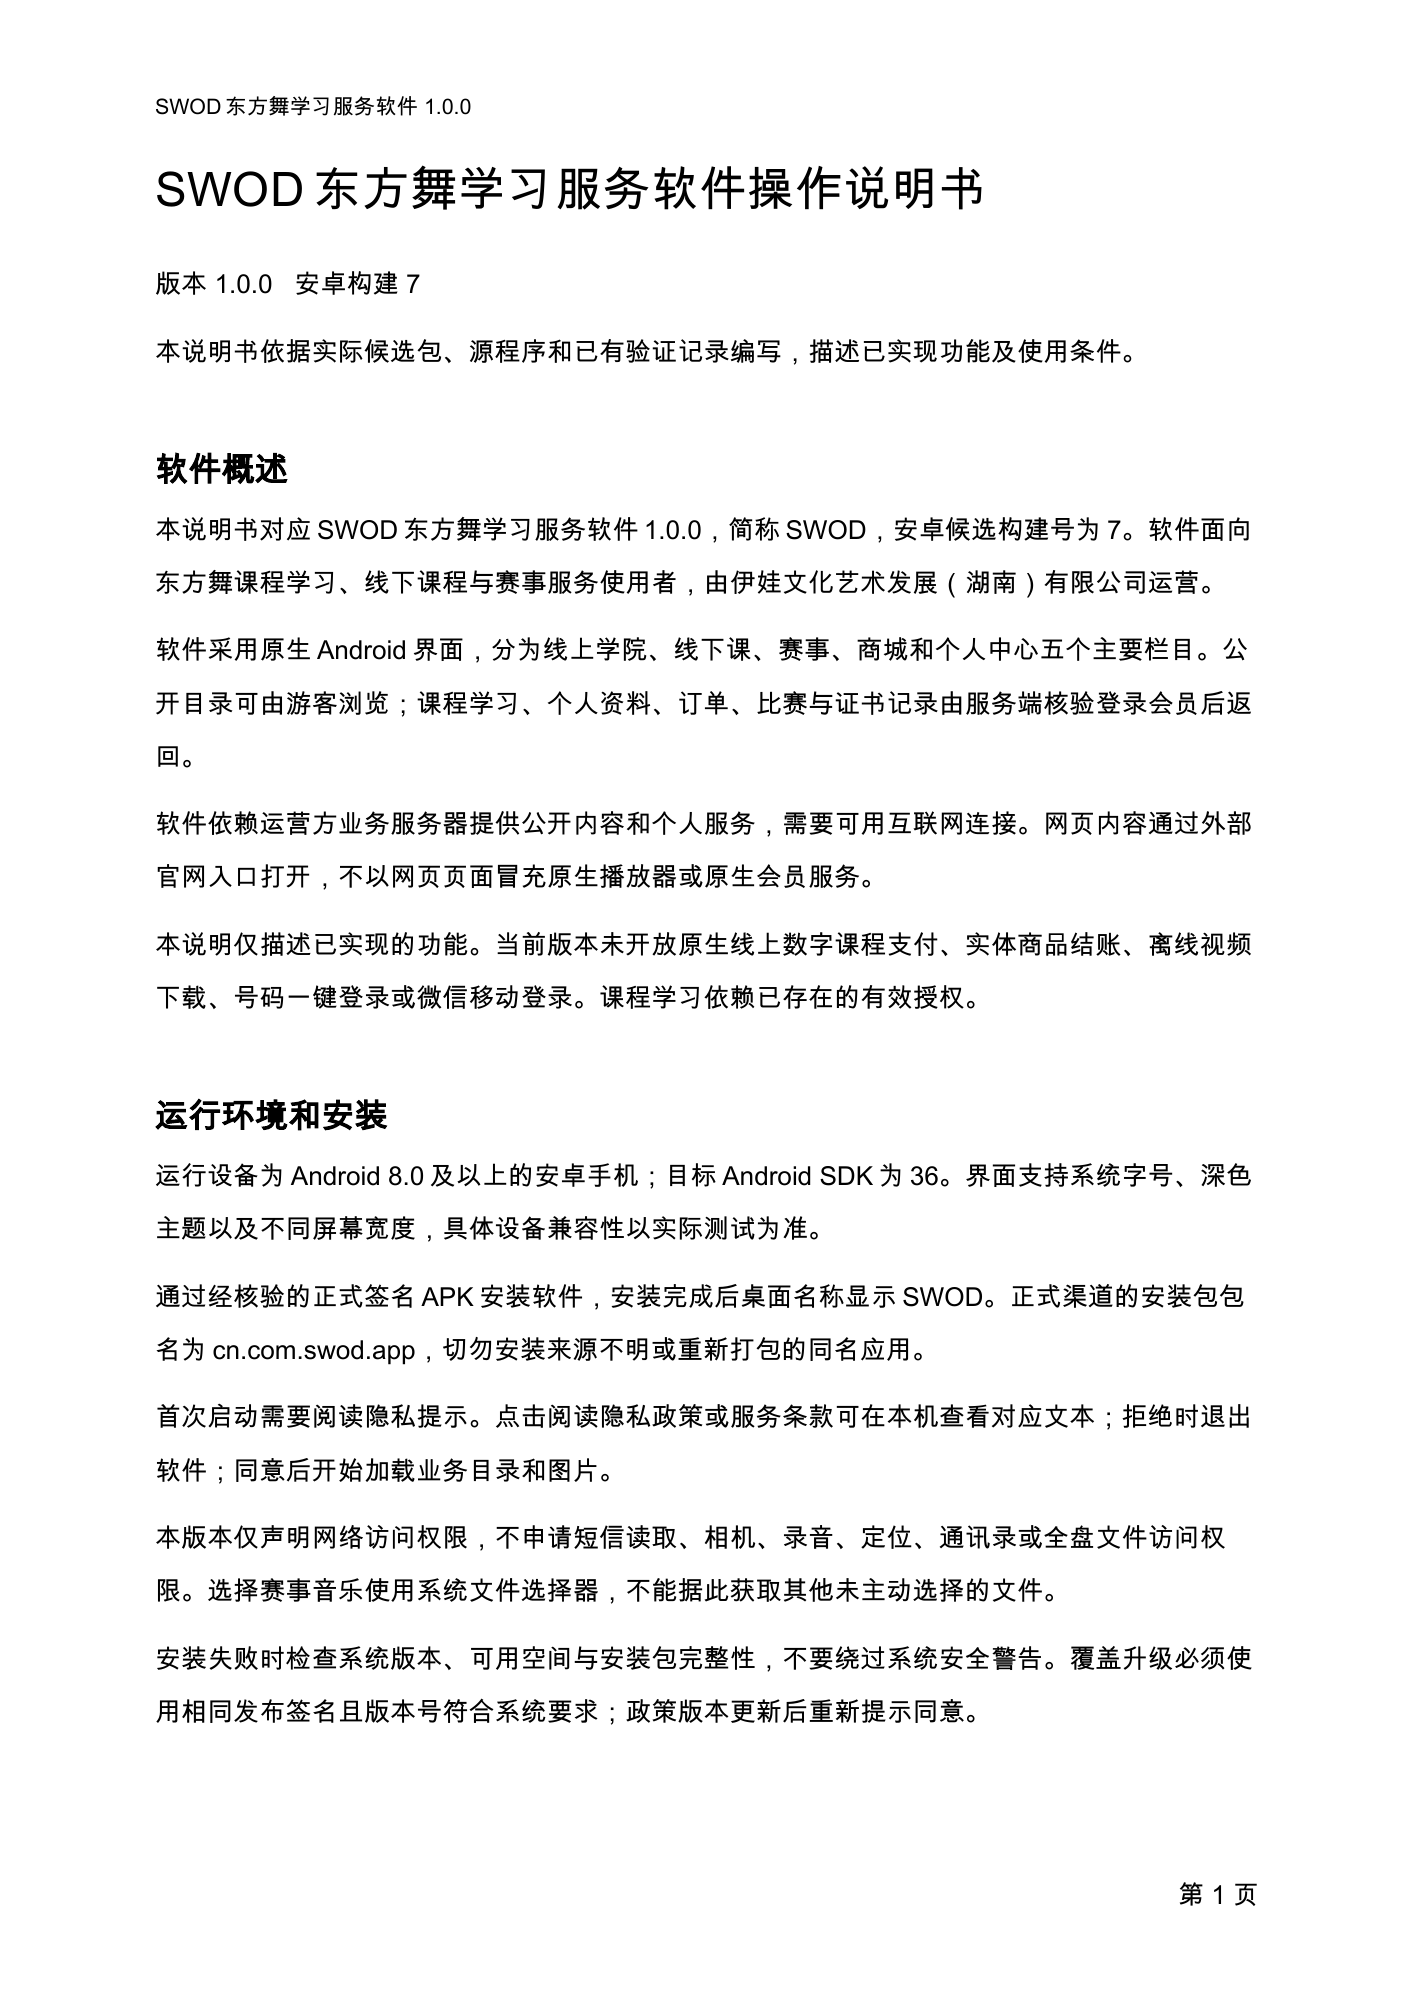 SWOD 东方舞学习服务软件 1.0.0
SWOD 东方舞学习服务软件操作说明书
版本 1.0.0   安卓构建 7
本说明书依据实际候选包、源程序和已有验证记录编写，描述已实现功能及使用条件。
软件概述
本说明书对应 SWOD 东方舞学习服务软件 1.0.0，简称 SWOD，安卓候选构建号为 7。软件面向
东方舞课程学习、线下课程与赛事服务使用者，由伊娃文化艺术发展（湖南）有限公司运营。
软件采用原生 Android 界面，分为线上学院、线下课、赛事、商城和个人中心五个主要栏目。公
开目录可由游客浏览；课程学习、个人资料、订单、比赛与证书记录由服务端核验登录会员后返
回。
软件依赖运营方业务服务器提供公开内容和个人服务，需要可用互联网连接。网页内容通过外部
官网入口打开，不以网页页面冒充原生播放器或原生会员服务。
本说明仅描述已实现的功能。当前版本未开放原生线上数字课程支付、实体商品结账、离线视频
下载、号码一键登录或微信移动登录。课程学习依赖已存在的有效授权。
运行环境和安装
运行设备为 Android 8.0 及以上的安卓手机；目标 Android SDK 为 36。界面支持系统字号、深色
主题以及不同屏幕宽度，具体设备兼容性以实际测试为准。
通过经核验的正式签名 APK 安装软件，安装完成后桌面名称显示 SWOD。正式渠道的安装包包
名为 cn.com.swod.app，切勿安装来源不明或重新打包的同名应用。
首次启动需要阅读隐私提示。点击阅读隐私政策或服务条款可在本机查看对应文本；拒绝时退出
软件；同意后开始加载业务目录和图片。
本版本仅声明网络访问权限，不申请短信读取、相机、录音、定位、通讯录或全盘文件访问权
限。选择赛事音乐使用系统文件选择器，不能据此获取其他未主动选择的文件。
安装失败时检查系统版本、可用空间与安装包完整性，不要绕过系统安全警告。覆盖升级必须使
用相同发布签名且版本号符合系统要求；政策版本更新后重新提示同意。
第 1 页